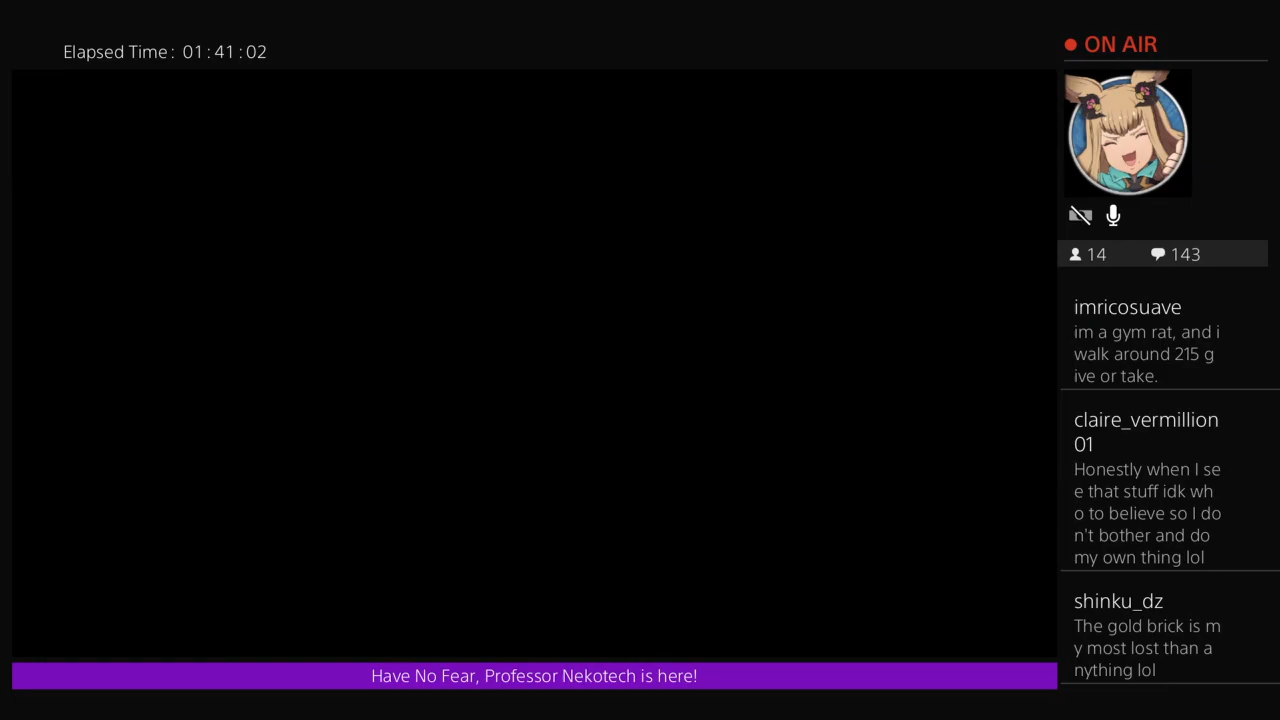 Elapsed Time: 01:41:02
ON AIR
14 143
imricosuave
im a gym rat, and i
walk around 215 g
ive or take.
claire_vermillion
01
Honestly when I se
e that stuff idk wh
o to believe so I do
n't bother and do
my own thing lol
shinku_dz
The gold brick is m
y most lost than a
nything lol
Have No Fear, Professor Nekotech is here!